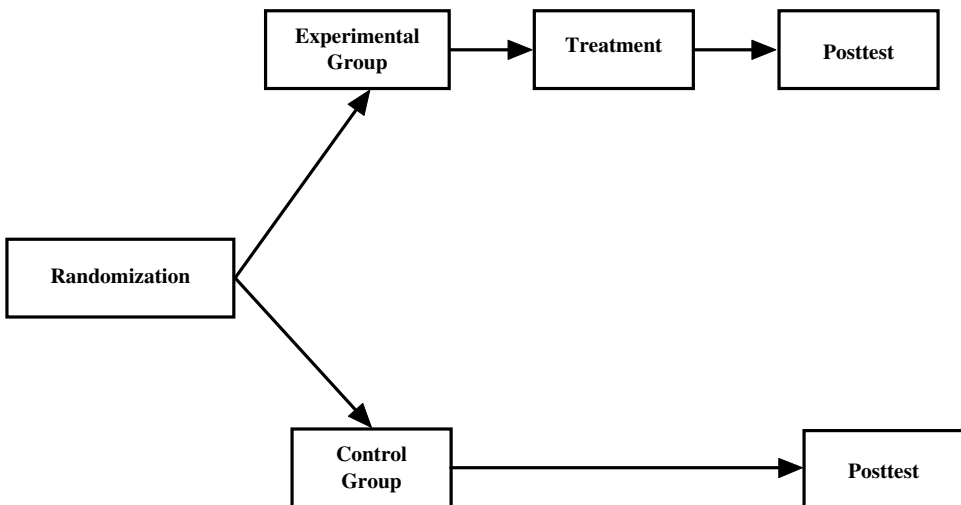 Experimental
Group
Treatment
Posttest
Randomization
Control
Group
Posttest